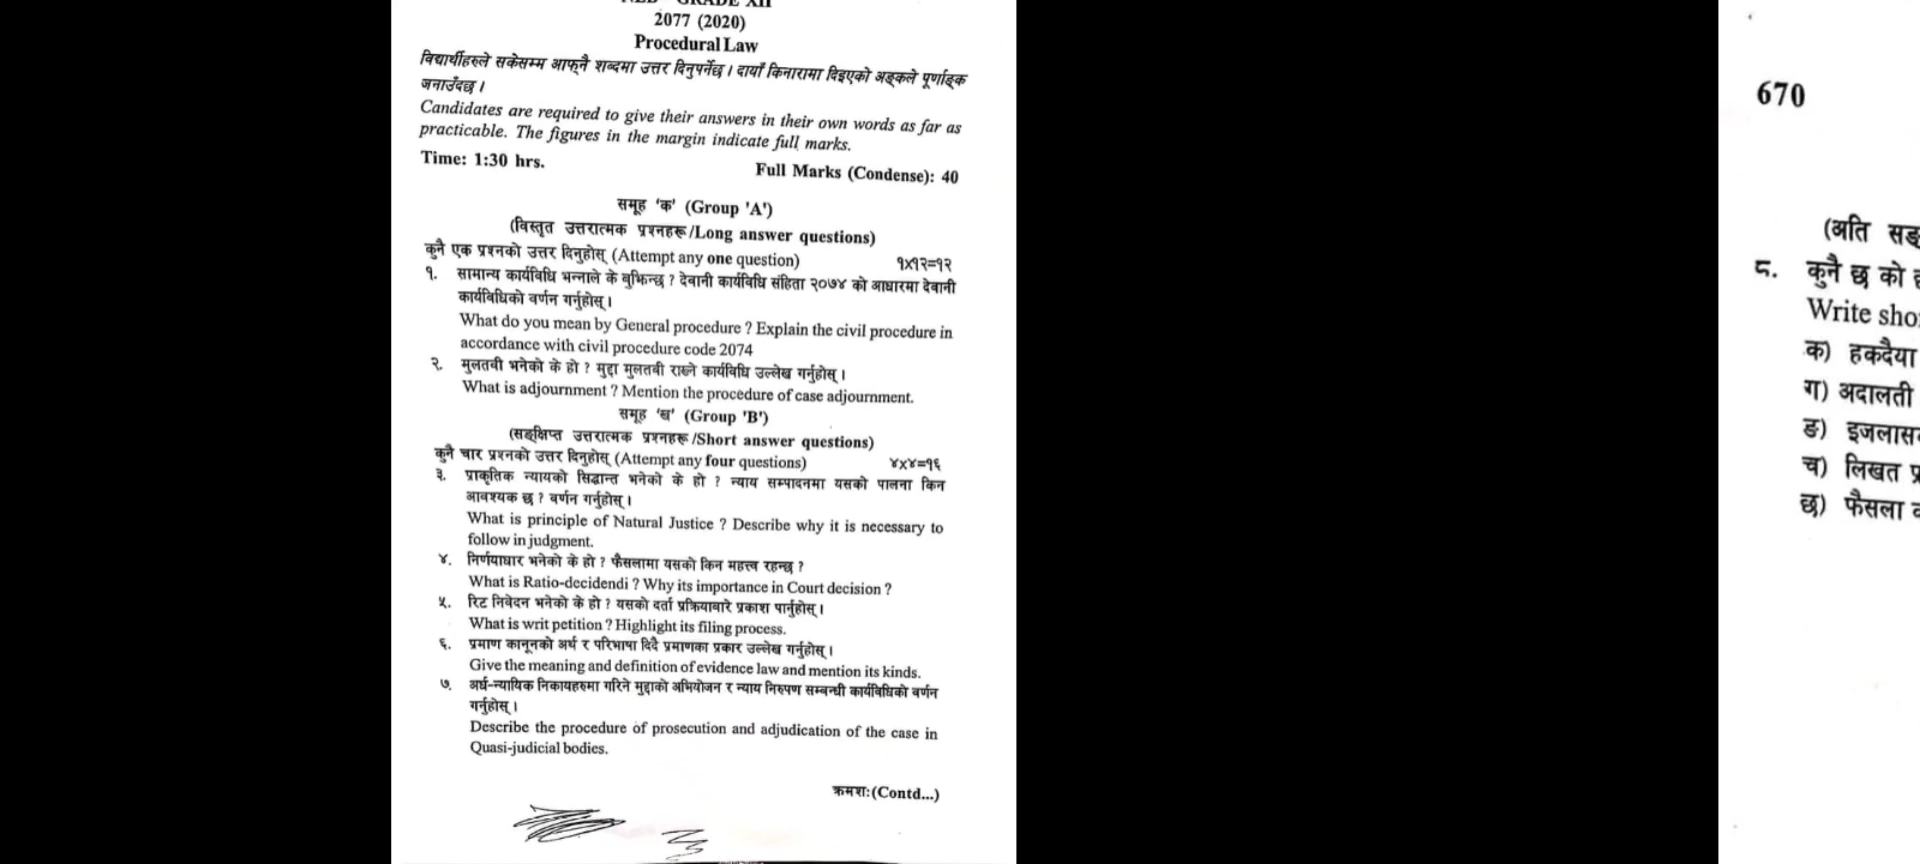 GRADE XII
2077 (2020)
Procedural Law
विद्यार्थीहरुले सकेसम्म आफ्नै शब्दमा उत्तर दिनुपर्नेछ । दायाँ किनारामा दिइएको अङ्कले पूर्णाङ्क
जनाउँदछ ।
Candidates are required to give their answers in their own words as far as
practicable. The figures in the margin indicate full marks.
Time: 1:30 hrs.
Full Marks (Condense): 40
समूह 'क' (Group 'A')
(विस्तृत उत्तरात्मक प्रश्नहरू/Long answer questions)
कुनै एक प्रश्नको उत्तर दिनुहोस् (Attempt any one question) १x१२=१२
१. सामान्य कार्यविधि भन्नाले के बुझिन्छ ? देवानी कार्यविधि संहिता २०७४ को आधारमा देवानी
कार्यविधिको वर्णन गर्नुहोस् ।
What do you mean by General procedure ? Explain the civil procedure in
accordance with civil procedure code 2074
२. मुलतबी भनेको के हो ? मुद्दा मुलतबी राख्ने कार्यविधि उल्लेख गर्नुहोस् ।
What is adjournment ? Mention the procedure of case adjournment.
समूह 'ख' (Group 'B')
(सङ्क्षिप्त उत्तरात्मक प्रश्नहरू/Short answer questions)
कुनै चार प्रश्नको उत्तर दिनुहोस् (Attempt any four questions) ४x४=१६
३. प्राकृतिक न्यायको सिद्धान्त भनेको के हो ? न्याय सम्पादनमा यसको पालना किन
आवश्यक छ ? वर्णन गर्नुहोस् ।
What is principle of Natural Justice ? Describe why it is necessary to
follow in judgment.
४. निर्णयाधार भनेको के हो ? फैसलामा यसको किन महत्त्व रहन्छ ?
What is Ratio-decidendi ? Why its importance in Court decision ?
५. रिट निवेदन भनेको के हो ? यसको दर्ता प्रक्रियाबारे प्रकाश पार्नुहोस् ।
What is writ petition ? Highlight its filing process.
६. प्रमाण कानूनको अर्थ र परिभाषा दिदै प्रमाणका प्रकार उल्लेख गर्नुहोस् ।
Give the meaning and definition of evidence law and mention its kinds.
७. अर्ध-न्यायिक निकायहरुमा गरिने मुद्दाको अभियोजन र न्याय निरुपण सम्बन्धी कार्यविधिको वर्णन
गर्नुहोस् ।
Describe the procedure of prosecution and adjudication of the case in
Quasi-judicial bodies.
क्रमशः(Contd...)
670
(अति
८. कुनै छ को
Write
क) हकदैया
ग) अदालती
ङ)
च) लिखत
छ) फैसला